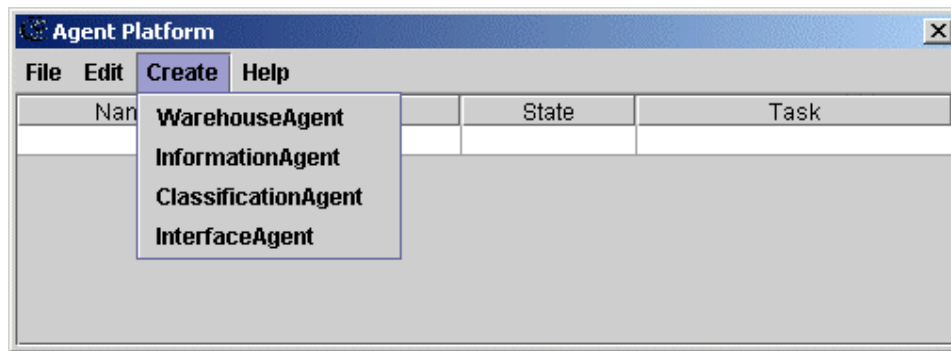 Agent Platform
File Edit Create Help
Nan State Task
WarehouseAgent
InformationAgent
ClassificationAgent
InterfaceAgent